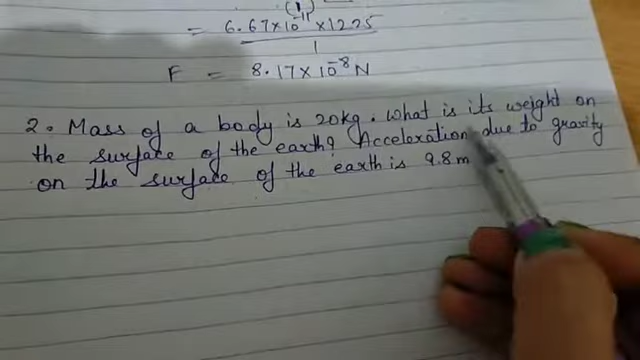 = 6.67×10⁻¹¹ ×1225
1
F = 8.17×10⁻⁸ N
2. Mass of a body is 20kg. what is its weight on
the surface of the earth? Acceleration due to gravity
on the surface of the earth is 9.8m